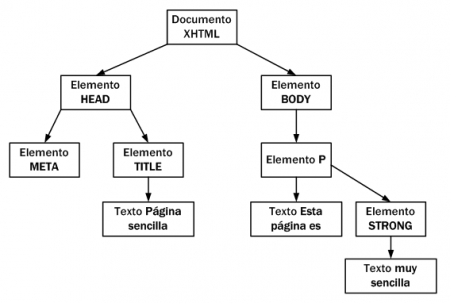 Documento
XHTML
Elemento
HEAD
Elemento
BODY
Elemento
META
Elemento
TITLE
Elemento P
Texto Página
sencilla
Texto Esta
página es
Elemento
STRONG
Texto muy
sencilla